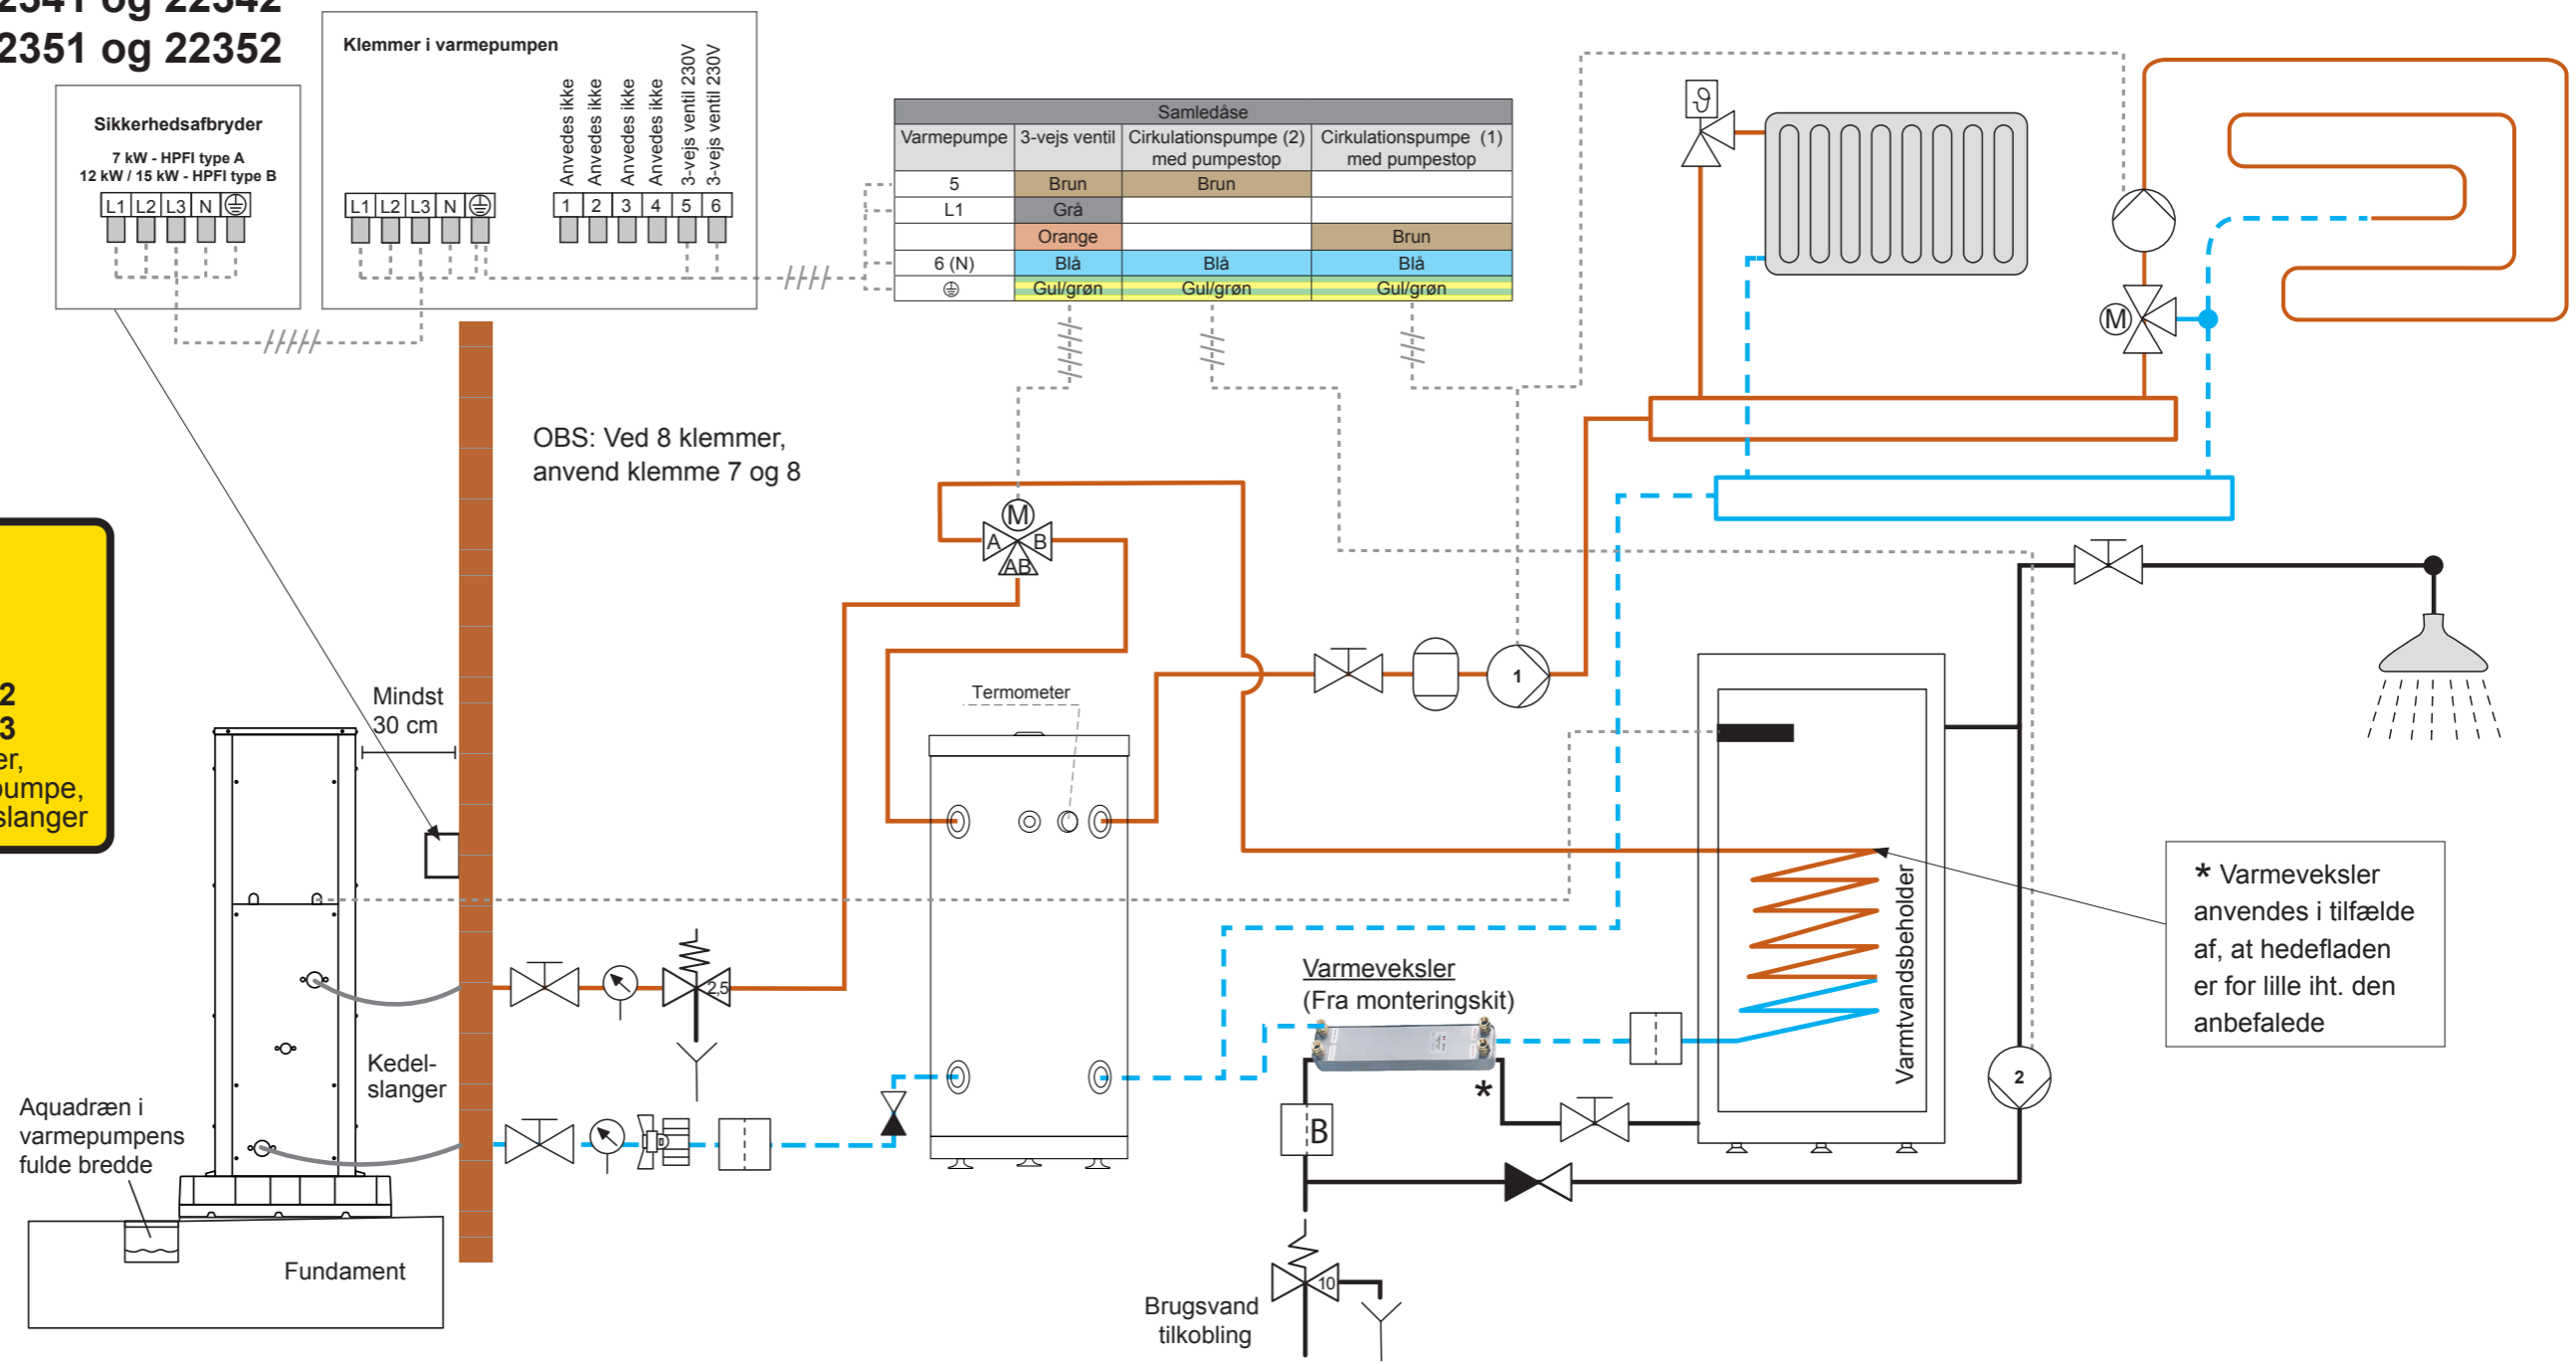 22341 og 22342
22351 og 22352
Klemmer i varmepumpen
Sikkerhedsafbryder
7 kW - HPFI type A
12 kW / 15 kW - HPFI type B
L1 L2 L3 N
L1 L2 L3 N
Anvedes ikke
Anvedes ikke
Anvedes ikke
Anvedes ikke
3-vejs ventil 230V
3-vejs ventil 230V
1 2 3 4 5 6
Samledåse
Varmepumpe 3-vejs ventil Cirkulationspumpe (2) med pumpestop Cirkulationspumpe (1) med pumpestop
5 Brun Brun
L1 Grå
Orange Brun
6 (N) Blå Blå Blå
Gul/grøn Gul/grøn Gul/grøn
ϑ
M
OBS: Ved 8 klemmer,
anvend klemme 7 og 8
M
A B
AB
2
3
er,
pumpe,
slanger
Mindst
30 cm
Termometer
1
2,5
Kedel-
slanger
Aquadræn i
varmepumpens
fulde bredde
Fundament
Varmeveksler
(Fra monteringskit)
*
B
Varmtvandsbeholder
2
* Varmeveksler
anvendes i tilfælde
af, at hedefladen
er for lille iht. den
anbefalede
10
Brugsvand
tilkobling